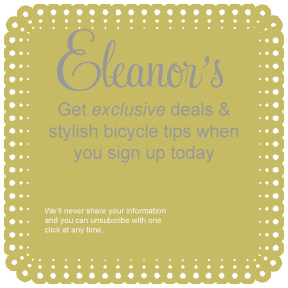 Eleanor's
Get exclusive deals &
stylish bicycle tips when
you sign up today
We'll never share your information
and you can unsubcribe with one
click at any time.